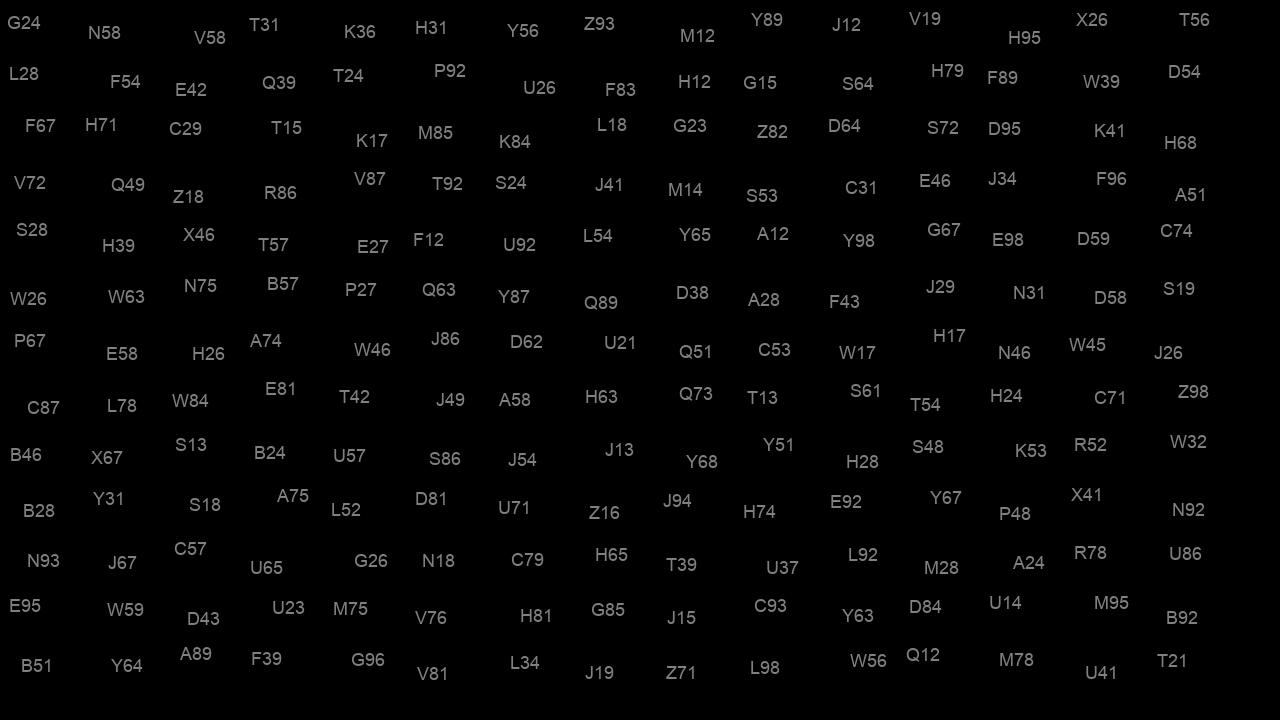 G24 N58 V58 T31 K36 H31 Y56 Z93 M12 Y89 J12 V19 H95 X26 T56
L28 F54 E42 Q39 T24 P92 U26 F83 H12 G15 S64 H79 F89 W39 D54
F67 H71 C29 T15 K17 M85 K84 L18 G23 Z82 D64 S72 D95 K41 H68
V72 Q49 Z18 R86 V87 T92 S24 J41 M14 S53 C31 E46 J34 F96 A51
S28 H39 X46 T57 E27 F12 U92 L54 Y65 A12 Y98 G67 E98 D59 C74
W26 W63 N75 B57 P27 Q63 Y87 Q89 D38 A28 F43 J29 N31 D58 S19
P67 E58 H26 A74 W46 J86 D62 U21 Q51 C53 W17 H17 N46 W45 J26
C87 L78 W84 E81 T42 J49 A58 H63 Q73 T13 S61 T54 H24 C71 Z98
B46 X67 S13 B24 U57 S86 J54 J13 Y68 Y51 H28 S48 K53 R52 W32
B28 Y31 S18 A75 L52 D81 U71 Z16 J94 H74 E92 Y67 P48 X41 N92
N93 J67 C57 U65 G26 N18 C79 H65 T39 U37 L92 M28 A24 R78 U86
E95 W59 D43 U23 M75 V76 H81 G85 J15 C93 Y63 D84 U14 M95 B92
B51 Y64 A89 F39 G96 V81 L34 J19 Z71 L98 W56 Q12 M78 U41 T21